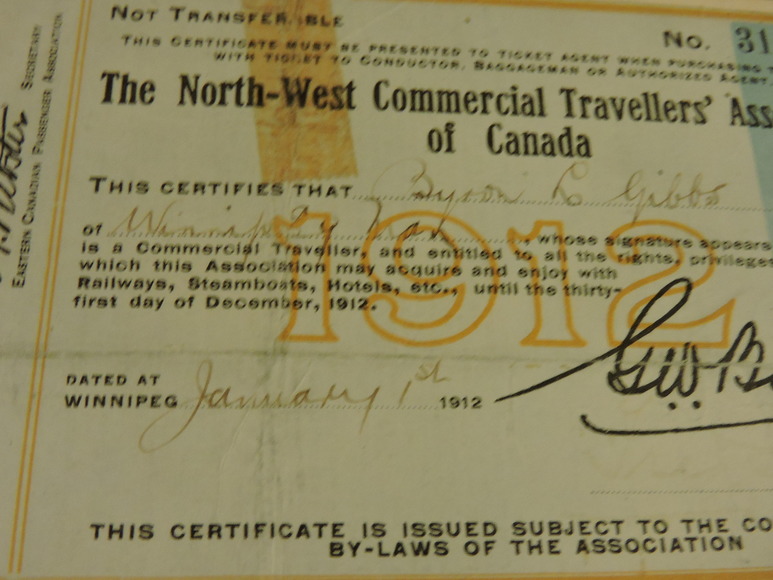 NOT TRANSFERABLE
No. 31
THIS CERTIFICATE MUST BE PRESENTED TO TICKET AGENT WHEN PURCHASING
WITH TICKET TO CONDUCTOR, BAGGAGEMAN OR AUTHORIZED AGENT
The North-West Commercial Travellers' Ass
of Canada
THIS CERTIFIES THAT Byron L Gibbs
of Winnipeg Man, whose signature appears
is a Commercial Traveller, and entitled to all the rights, privileges
which this Association may acquire and enjoy with
Railways, Steamboats, Hotels, etc., until the thirty-
first day of December, 1912.
1912
DATED AT
WINNIPEG January 1st 1912
THIS CERTIFICATE IS ISSUED SUBJECT TO THE CO
BY-LAWS OF THE ASSOCIATION
SECRETARY
EASTERN CANADIAN PASSENGER ASSOCIATION